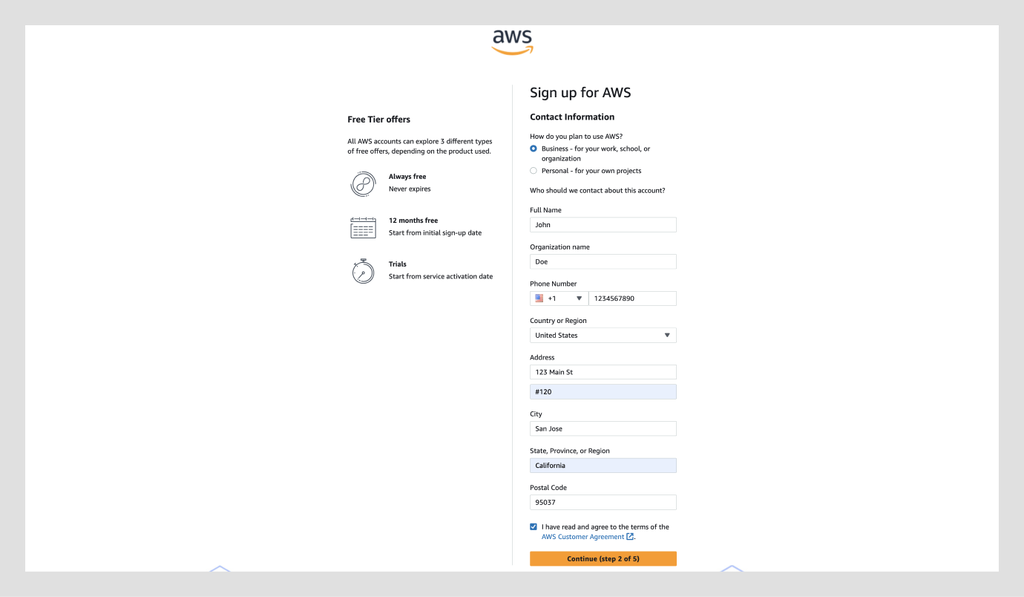 aws
Free Tier offers
All AWS accounts can explore 3 different types
of free offers, depending on the product used.
Always free
Never expires
12 months free
Start from initial sign-up date
Trials
Start from service activation date
Sign up for AWS
Contact Information
How do you plan to use AWS?
Business - for your work, school, or
organization
Personal - for your own projects
Who should we contact about this account?
Full Name
John
Organization name
Doe
Phone Number
+1 1234567890
Country or Region
United States
Address
123 Main St
#120
City
San Jose
State, Province, or Region
California
Postal Code
95037
I have read and agree to the terms of the
AWS Customer Agreement.
Continue (step 2 of 5)